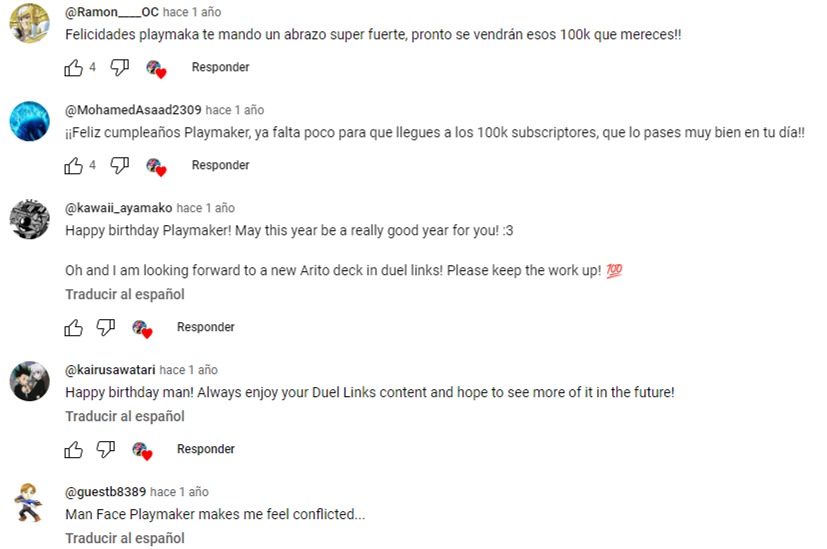 @Ramon____OC hace 1 año
Felicidades playmaka te mando un abrazo super fuerte, pronto se vendrán esos 100k que mereces!!
4 Responder
@MohamedAsaad2309 hace 1 año
¡¡Feliz cumpleaños Playmaker, ya falta poco para que llegues a los 100k subscriptores, que lo pases muy bien en tu día!!
4 Responder
@kawaii_ayamako hace 1 año
Happy birthday Playmaker! May this year be a really good year for you! :3
Oh and I am looking forward to a new Arito deck in duel links! Please keep the work up! 💯
Traducir al español
Responder
@kairusawatari hace 1 año
Happy birthday man! Always enjoy your Duel Links content and hope to see more of it in the future!
Traducir al español
Responder
@guestb8389 hace 1 año
Man Face Playmaker makes me feel conflicted...
Traducir al español